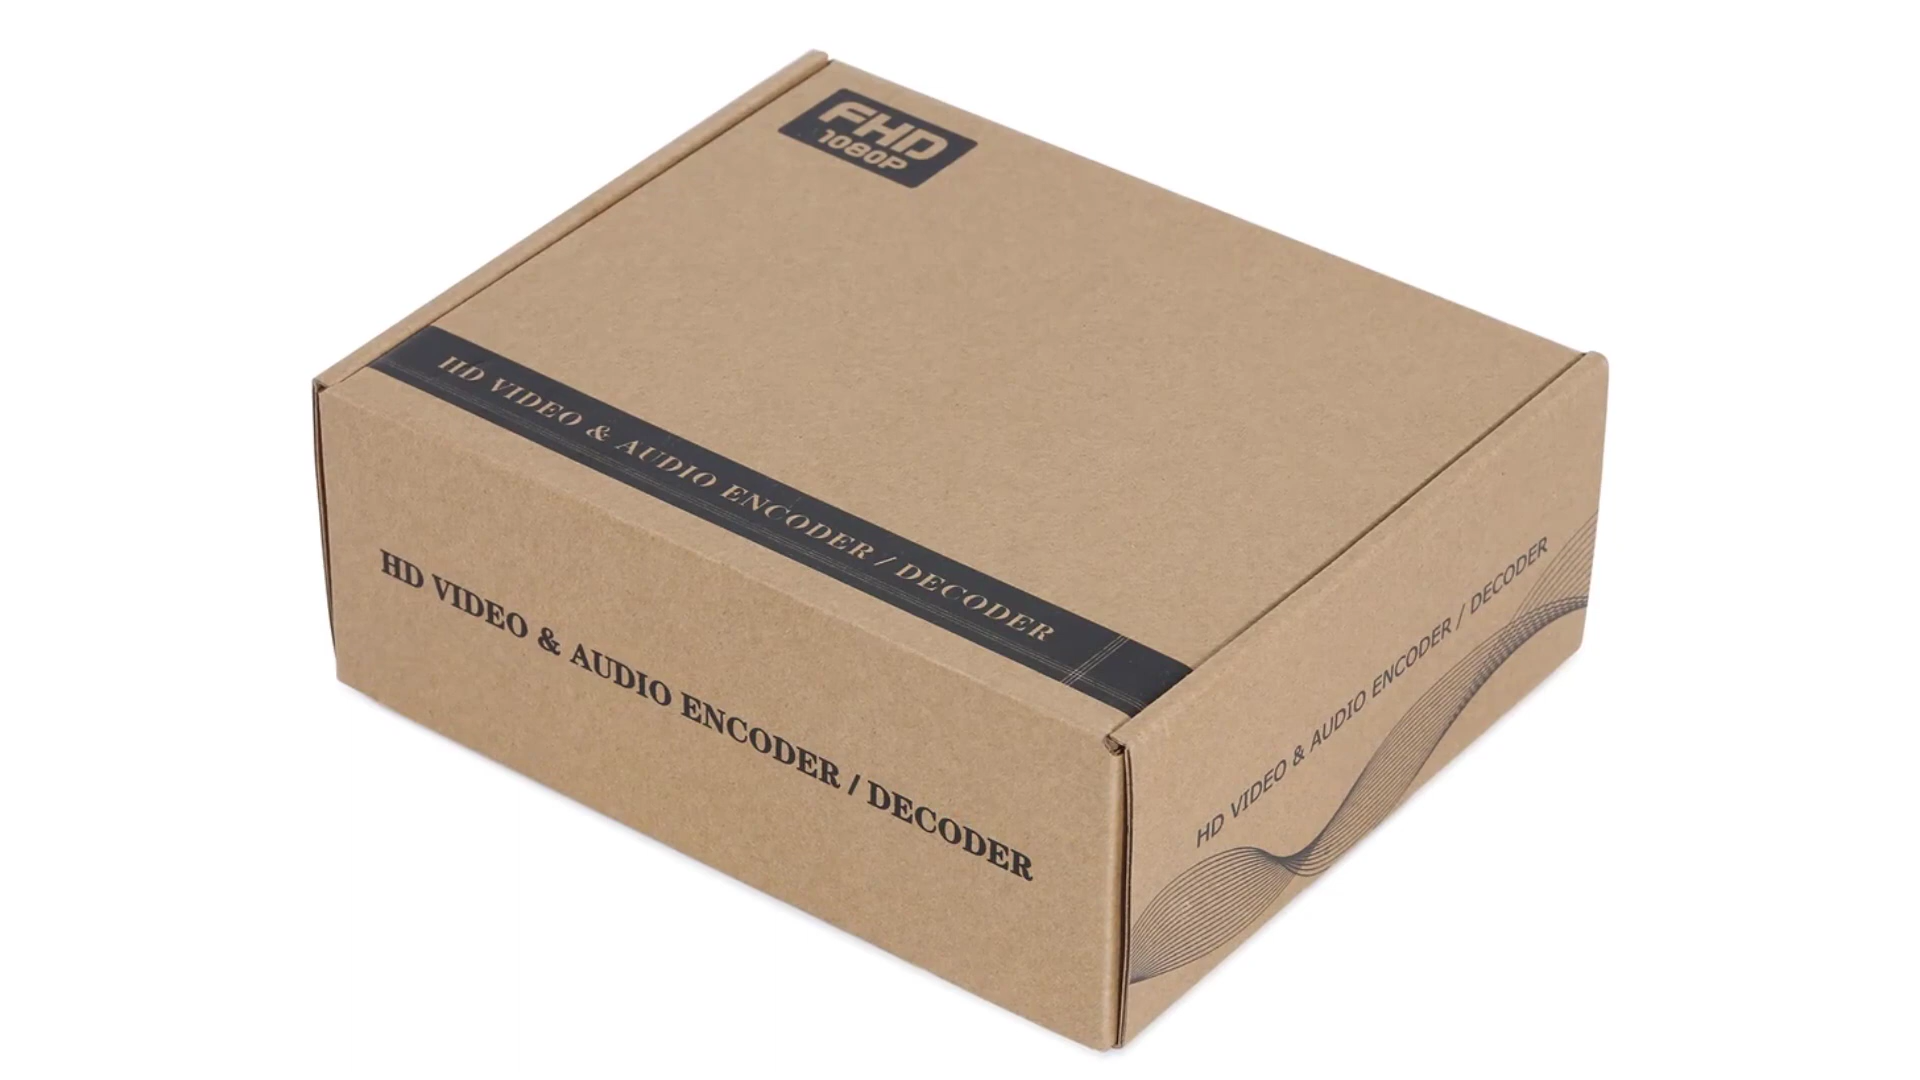 FHD
1080P
HD VIDEO & AUDIO ENCODER / DECODER
HD VIDEO & AUDIO ENCODER / DECODER
HD VIDEO & AUDIO ENCODER / DECODER